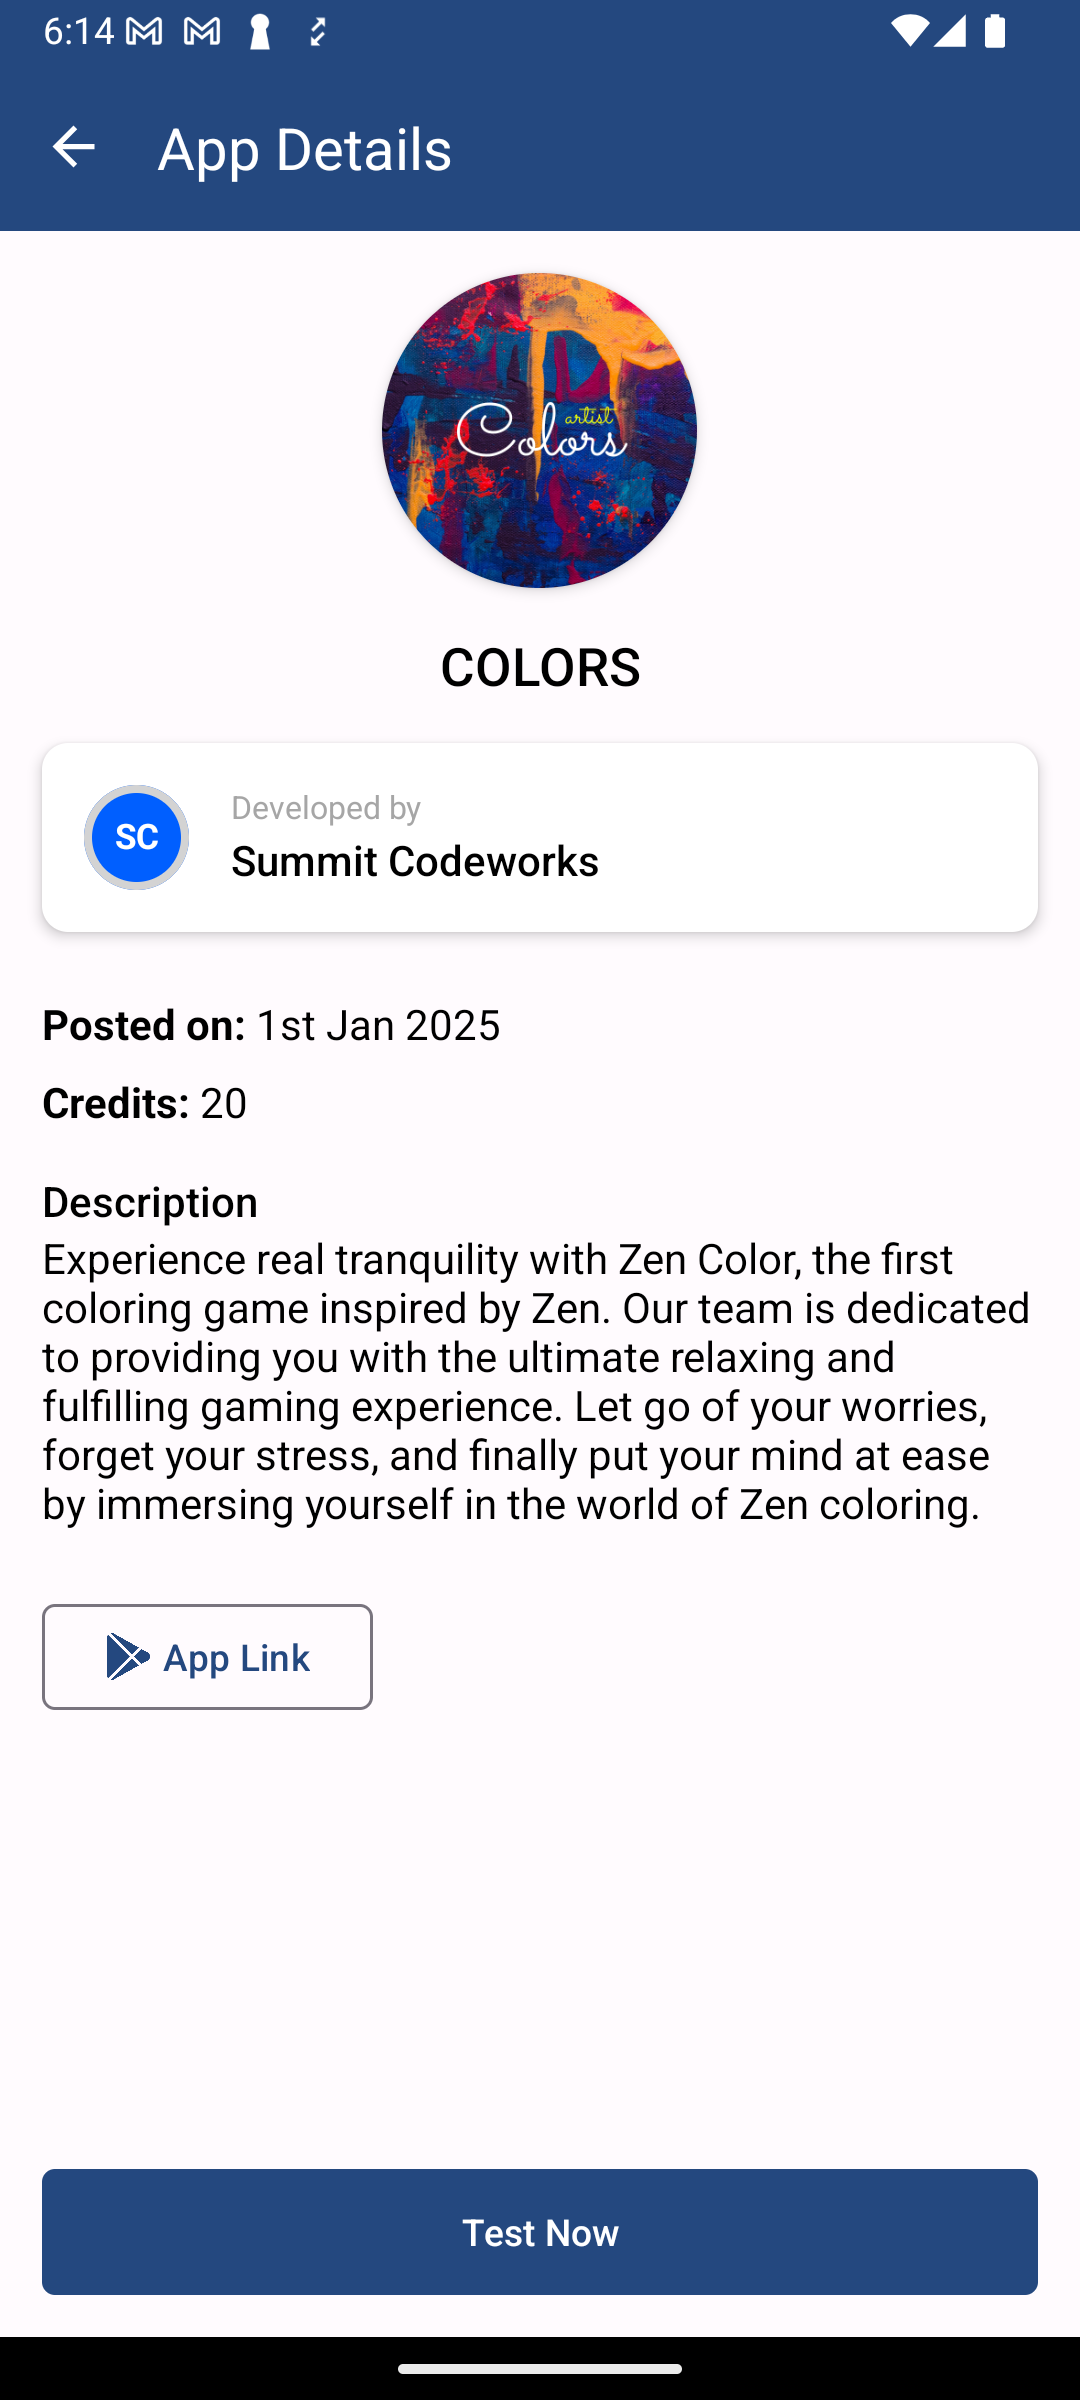 6:14
App Details
artist
Colors
COLORS
SC
Developed by
Summit Codeworks
Posted on: 1st Jan 2025
Credits: 20
Description
Experience real tranquility with Zen Color, the first
coloring game inspired by Zen. Our team is dedicated
to providing you with the ultimate relaxing and
fulfilling gaming experience. Let go of your worries,
forget your stress, and finally put your mind at ease
by immersing yourself in the world of Zen coloring.
App Link
Test Now